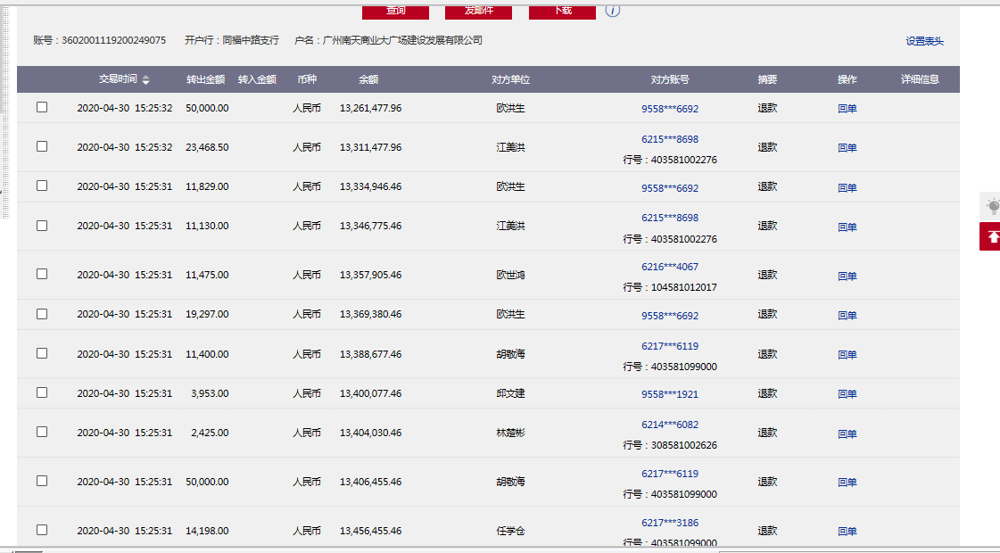 查询 发邮件 下载 i
账号：3602001119200249075 开户行：同福中路支行 户名：广州南天商业大广场建设发展有限公司 设置表头
交易时间 转出金额 转入金额 币种 余额 对方单位 对方账号 摘要 操作 详细信息
2020-04-30 15:25:32 50,000.00 人民币 13,261,477.96 欧洪生 9558***6692 退款 回单
2020-04-30 15:25:32 23,468.50 人民币 13,311,477.96 江美洪 6215***8698 退款 回单
行号：403581002276
2020-04-30 15:25:31 11,829.00 人民币 13,334,946.46 欧洪生 9558***6692 退款 回单
2020-04-30 15:25:31 11,130.00 人民币 13,346,775.46 江美洪 6215***8698 退款 回单
行号：403581002276
2020-04-30 15:25:31 11,475.00 人民币 13,357,905.46 欧世鸿 6216***4067 退款 回单
行号：104581012017
2020-04-30 15:25:31 19,297.00 人民币 13,369,380.46 欧洪生 9558***6692 退款 回单
2020-04-30 15:25:31 11,400.00 人民币 13,388,677.46 胡敬海 6217***6119 退款 回单
行号：403581099000
2020-04-30 15:25:31 3,953.00 人民币 13,400,077.46 邱文建 9558***1921 退款 回单
2020-04-30 15:25:31 2,425.00 人民币 13,404,030.46 林楚彬 6214***6082 退款 回单
行号：308581002626
2020-04-30 15:25:31 50,000.00 人民币 13,406,455.46 胡敬海 6217***6119 退款 回单
行号：403581099000
2020-04-30 15:25:31 14,198.00 人民币 13,456,455.46 任学仓 6217***3186 退款 回单
行号：403581099000